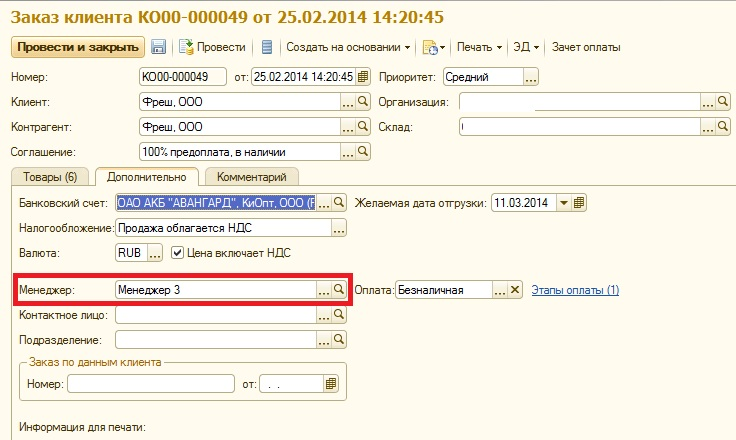 Заказ клиента КО00-000049 от 25.02.2014 14:20:45
Провести и закрыть Провести Создать на основании Печать ЭД Зачет оплаты
Номер: КО00-000049 от: 25.02.2014 14:20:45 Приоритет: Средний ...
Клиент: Фреш, ООО ... Организация: ...
Контрагент: Фреш, ООО ... Склад: ...
Соглашение: 100% предоплата, в наличии ...
Товары (6) Дополнительно Комментарий
Банковский счет: ОАО АКБ "АВАНГАРД", КиОпт, ООО (F ... Желаемая дата отгрузки: 11.03.2014
Налогообложение: Продажа облагается НДС ...
Валюта: RUB ... Цена включает НДС
Менеджер: Менеджер 3 ... Оплата: Безналичная ... Этапы оплаты (1)
Контактное лицо: ...
Подразделение: ...
Заказ по данным клиента
Номер: от: . .
Информация для печати: